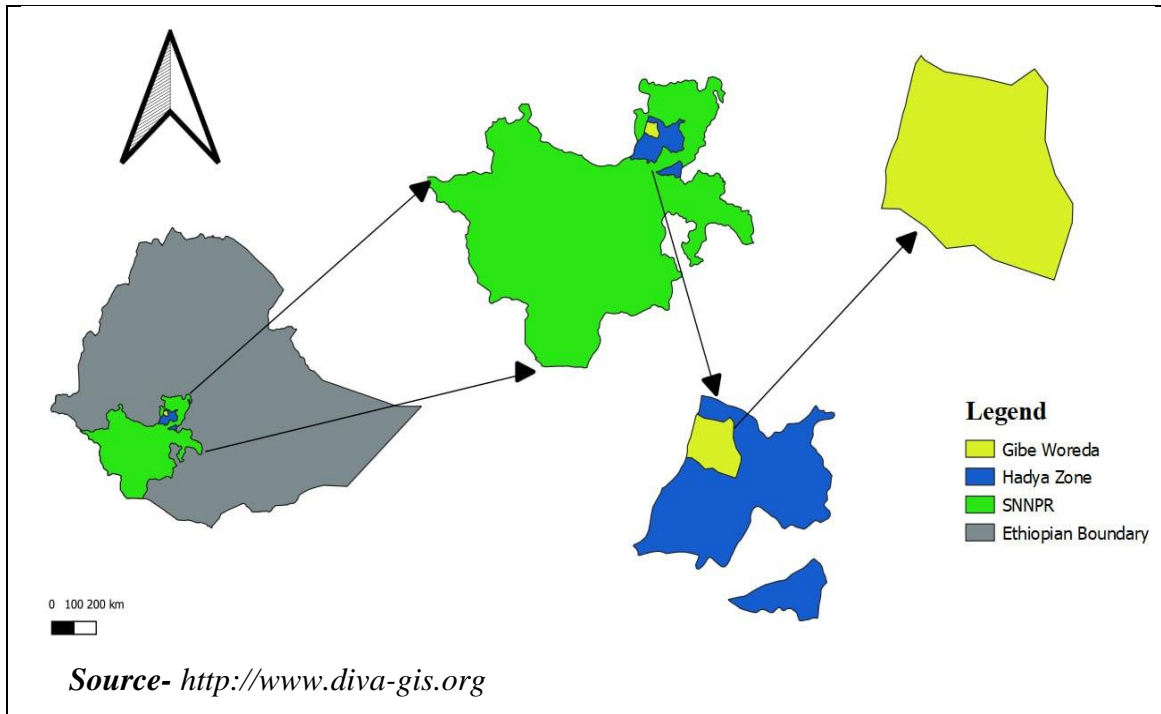 Legend
Gibe Woreda
Hadya Zone
SNNPR
Ethiopian Boundary
0 100 200 km
Source- http://www.diva-gis.org